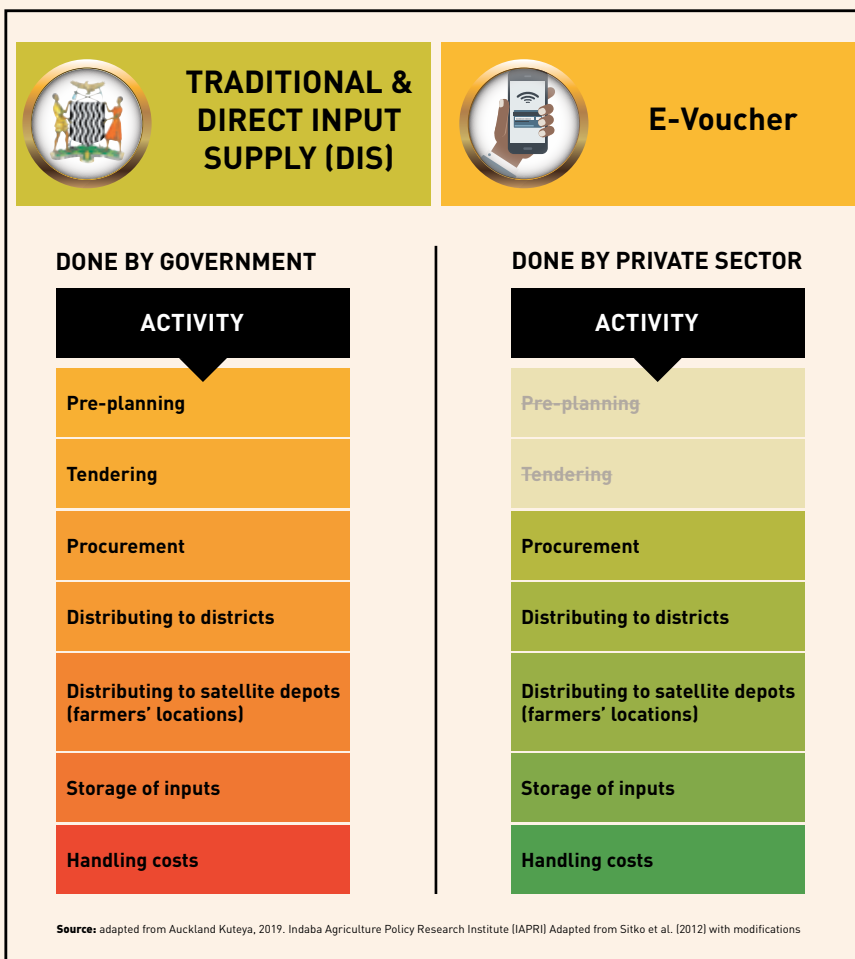 TRADITIONAL &
DIRECT INPUT
SUPPLY (DIS)
E-Voucher
DONE BY GOVERNMENT
ACTIVITY
Pre-planning
Tendering
Procurement
Distributing to districts
Distributing to satellite depots
(farmers’ locations)
Storage of inputs
Handling costs
DONE BY PRIVATE SECTOR
ACTIVITY
Pre-planning
Tendering
Procurement
Distributing to districts
Distributing to satellite depots
(farmers’ locations)
Storage of inputs
Handling costs
Source: adapted from Auckland Kuteya, 2019. Indaba Agriculture Policy Research Institute (IAPRI) Adapted from Sitko et al. (2012) with modifications